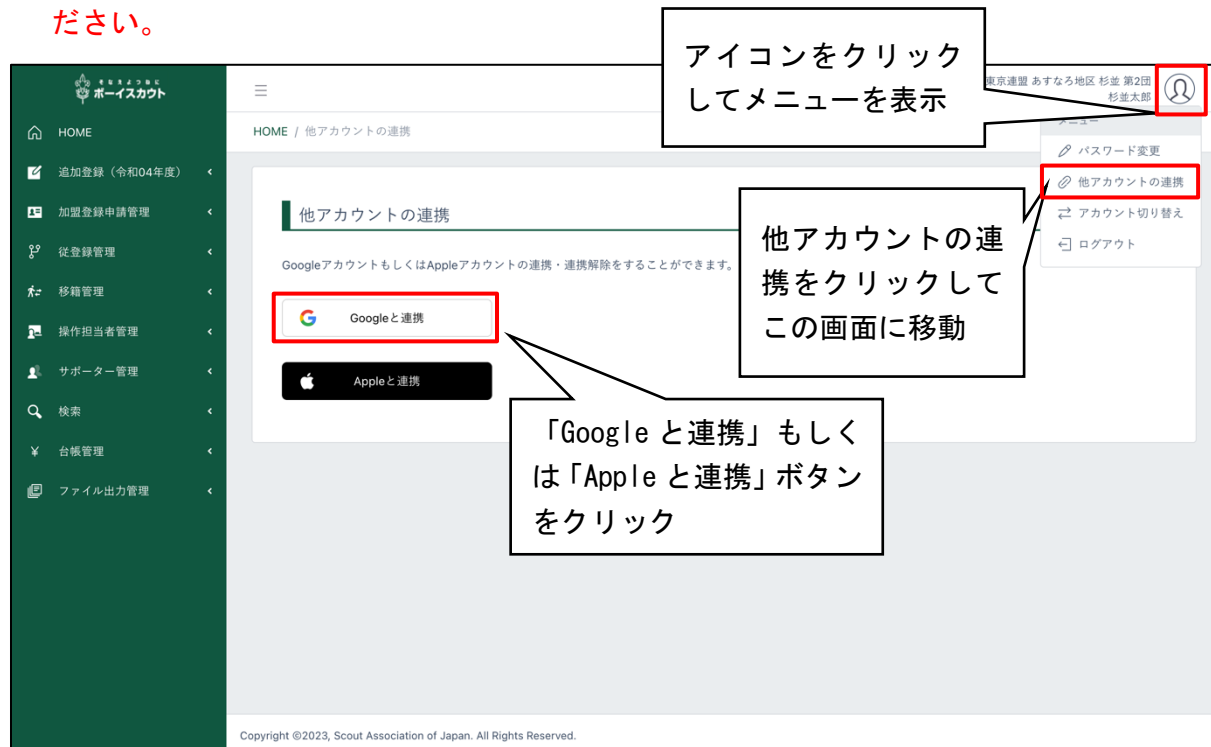 ださい。
アイコンをクリック
してメニューを表示
そなえよつねに
ボーイスカウト
東京連盟 あすなろ地区 杉並 第2団
杉並太郎
HOME
追加登録（令和04年度）
加盟登録申請管理
従登録管理
移籍管理
操作担当者管理
サポーター管理
検索
台帳管理
ファイル出力管理
HOME / 他アカウントの連携
メニュー
パスワード変更
他アカウントの連携
アカウント切り替え
ログアウト
他アカウントの連携
GoogleアカウントもしくはAppleアカウントの連携・連携解除をすることができます。
Googleと連携
Appleと連携
他アカウントの連
携をクリックして
この画面に移動
「Google と連携」もしく
は「Apple と連携」ボタン
をクリック
Copyright ©2023, Scout Association of Japan. All Rights Reserved.